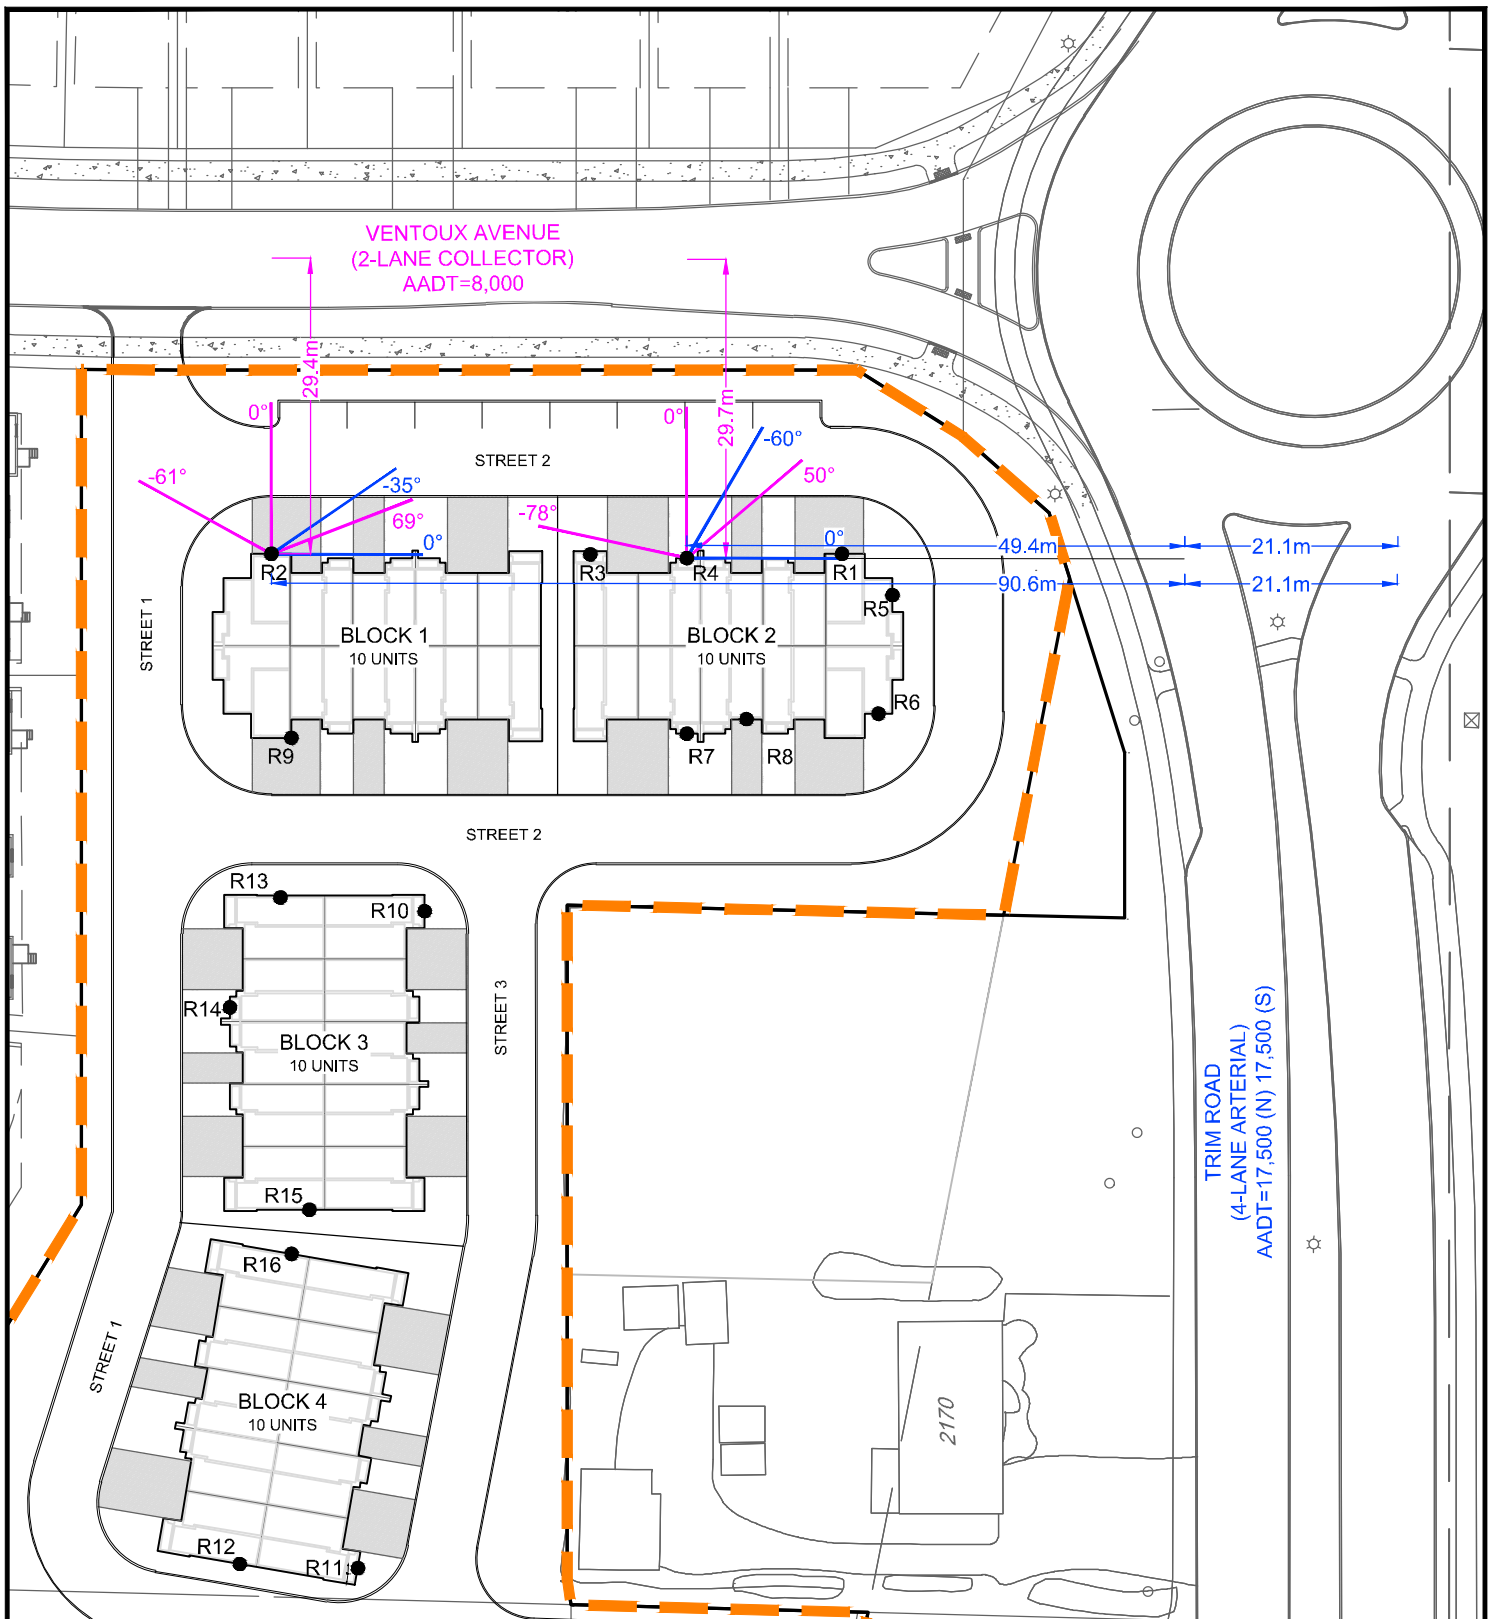 VENTOUX AVENUE
(2-LANE COLLECTOR)
AADT=8,000
29.4m
29.7m
0°
-61°
-35°
69°
0°
STREET 2
0°
-60°
50°
-78°
0°
49.4m
21.1m
90.6m
21.1m
R2
R3
R4
R1
R5
STREET 1
BLOCK 1
10 UNITS
BLOCK 2
10 UNITS
R6
R9
R7
R8
STREET 2
R13
R10
R14
BLOCK 3
10 UNITS
STREET 3
R15
R16
TRIM ROAD
(4-LANE ARTERIAL)
AADT=17,500 (N) 17,500 (S)
STREET 1
BLOCK 4
10 UNITS
2170
R12
R11